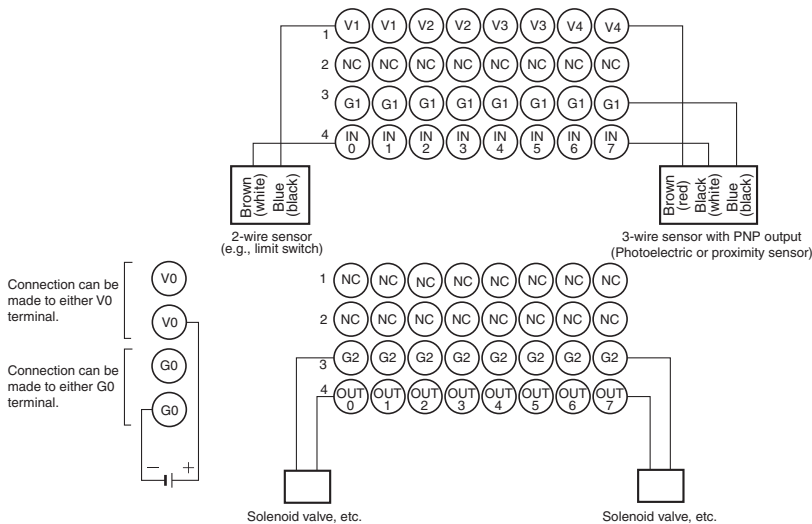 1 V1 V1 V2 V2 V3 V3 V4 V4
2 NC NC NC NC NC NC NC NC
3 G1 G1 G1 G1 G1 G1 G1 G1
4 IN 0 IN 1 IN 2 IN 3 IN 4 IN 5 IN 6 IN 7
Brown
(white)
Blue
(black)
2-wire sensor
(e.g., limit switch)
Brown
(red)
Black
(white)
Blue
(black)
3-wire sensor with PNP output
(Photoelectric or proximity sensor)
Connection can be
made to either V0
terminal.
V0
V0
Connection can be
made to either G0
terminal.
G0
G0
− +
1 NC NC NC NC NC NC NC NC
2 NC NC NC NC NC NC NC NC
3 G2 G2 G2 G2 G2 G2 G2 G2
4 OUT 0 OUT 1 OUT 2 OUT 3 OUT 4 OUT 5 OUT 6 OUT 7
Solenoid valve, etc.
Solenoid valve, etc.